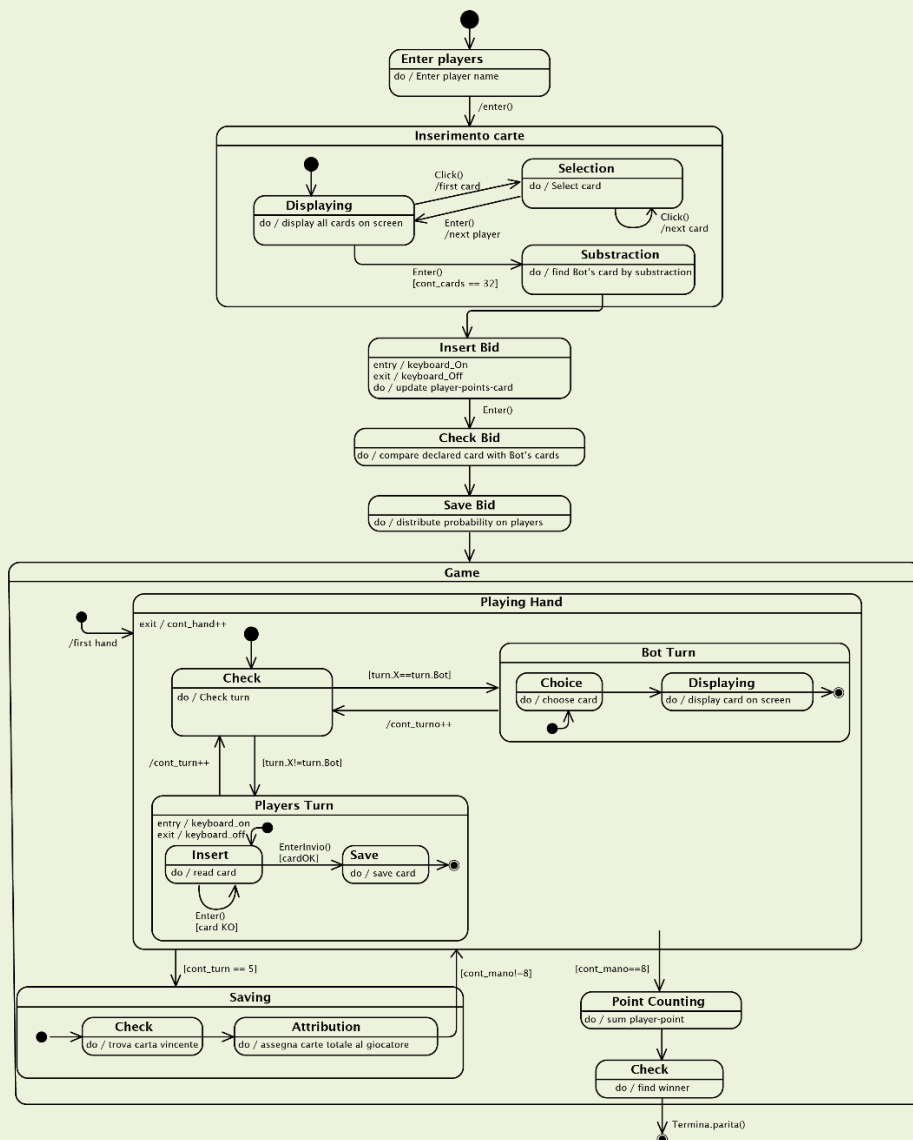 Enter players
do / Enter player name
/enter()
Inserimento carte
Click()
/first card
Selection
do / Select card
Displaying
do / display all cards on screen
Enter()
/next player
Click()
/next card
Substraction
do / find Bot's card by substraction
Enter()
[cont_cards == 32]
Insert Bid
entry / keyboard_On
exit / keyboard_Off
do / update player-points-card
Enter()
Check Bid
do / compare declared card with Bot's cards
Save Bid
do / distribute probability on players
Game
Playing Hand
exit / cont_hand++
/first hand
Check
do / Check turn
[turn.X==turn.Bot]
/cont_turno++
Bot Turn
Choice
do / choose card
Displaying
do / display card on screen
/cont_turn++
[turn.X!=turn.Bot]
Players Turn
entry / keyboard_on
exit / keyboard_off
Insert
do / read card
EnterInvio()
[cardOK]
Save
do / save card
Enter()
[card KO]
[cont_turn == 5]
[cont_mano!=8]
[cont_mano==8]
Saving
Check
do / trova carta vincente
Attribution
do / assegna carte totale al giocatore
Point Counting
do / sum player-point
Check
do / find winner
Termina.parita()